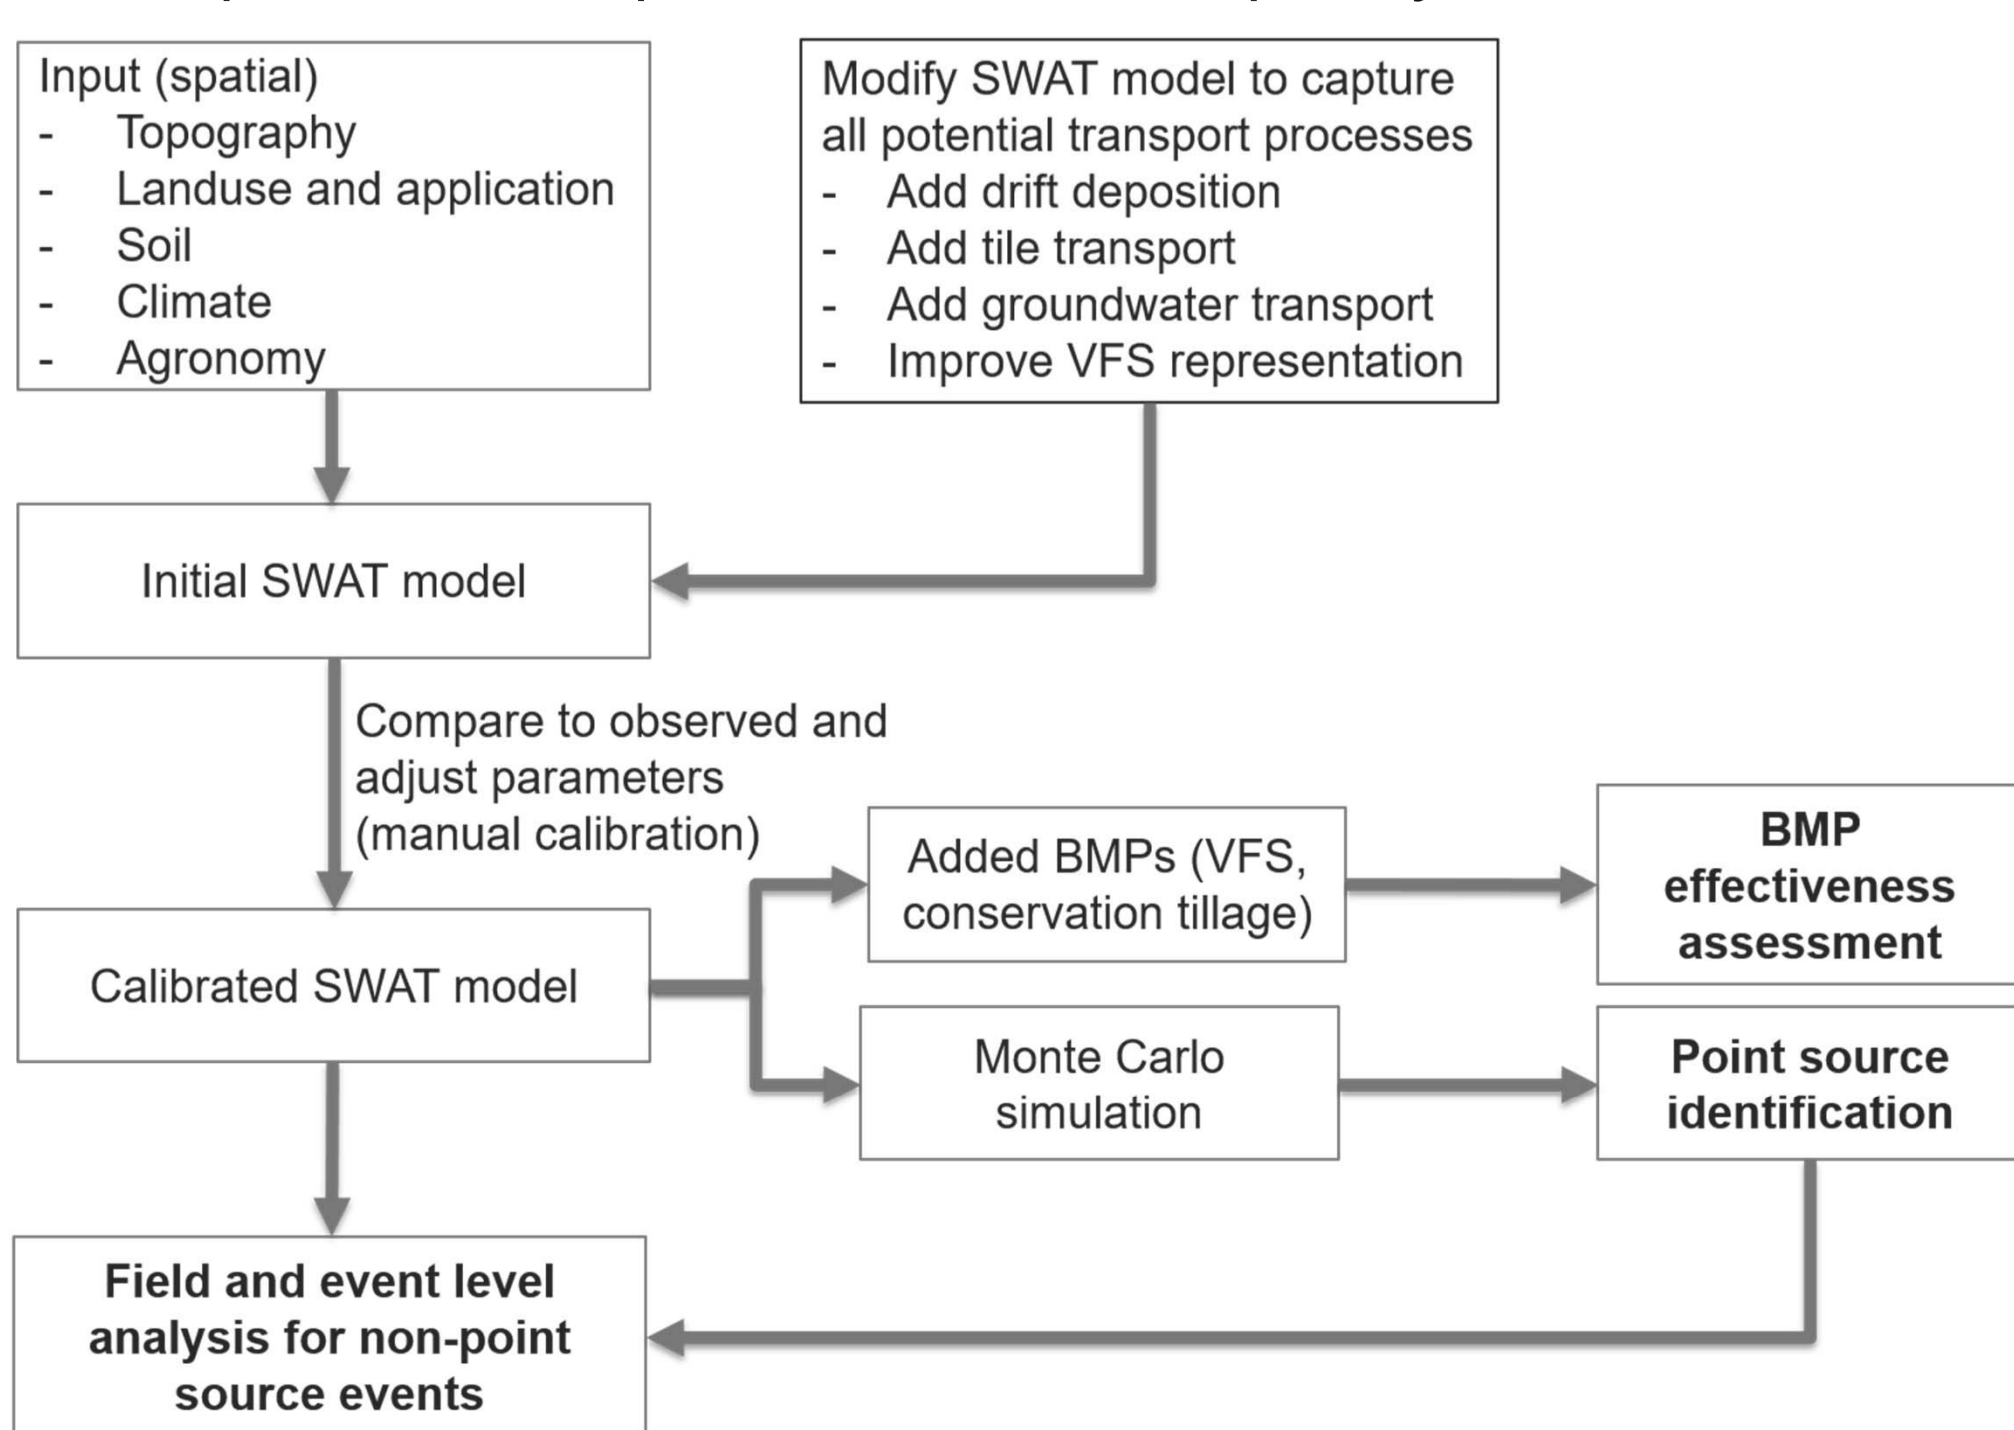 Input (spatial)
- Topography
- Landuse and application
- Soil
- Climate
- Agronomy
Modify SWAT model to capture
all potential transport processes
- Add drift deposition
- Add tile transport
- Add groundwater transport
- Improve VFS representation
Initial SWAT model
Compare to observed and
adjust parameters
(manual calibration)
Added BMPs (VFS,
conservation tillage)
BMP
effectiveness
assessment
Calibrated SWAT model
Monte Carlo
simulation
Point source
identification
Field and event level
analysis for non-point
source events